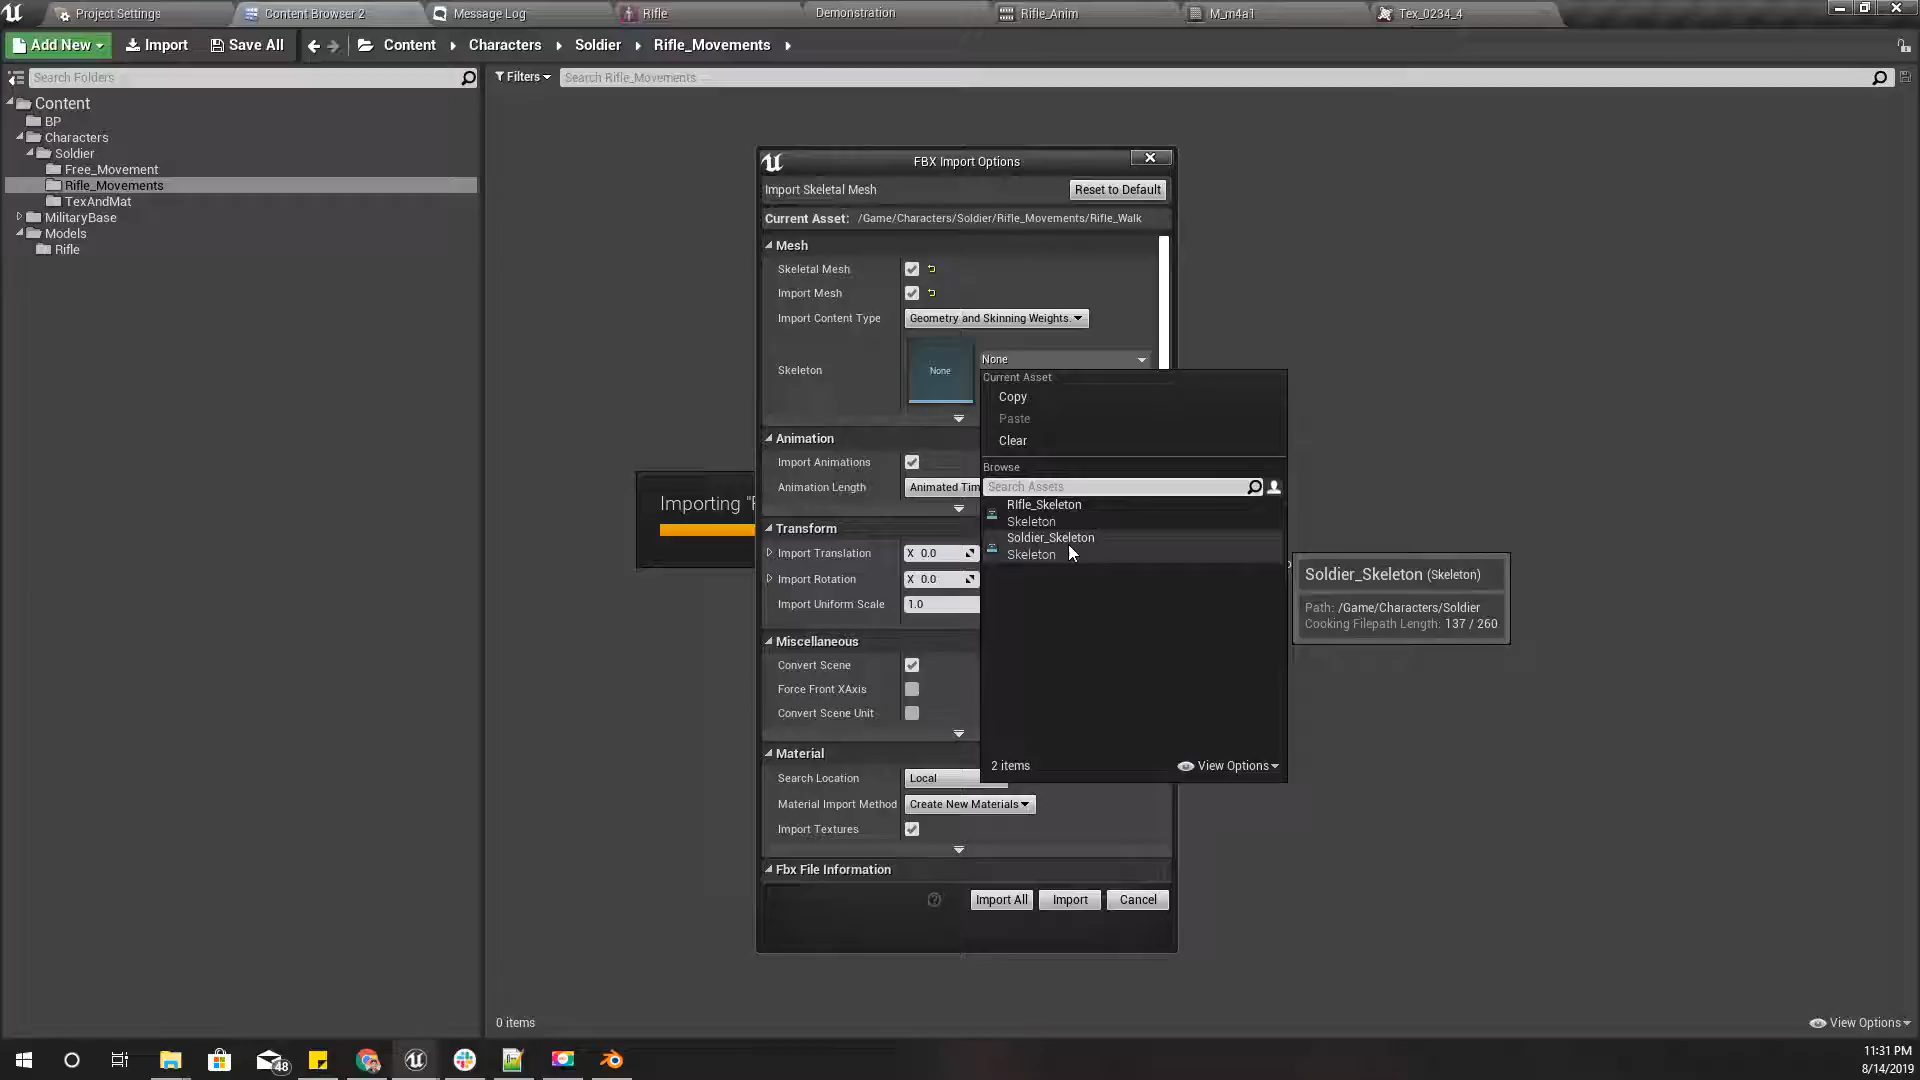 Project Settings
Content Browser 2
Message Log
Rifle
Demonstration
Rifle_Anim
M_m4a1
Tex_0234_4
Add New
Import
Save All
Content
Characters
Soldier
Rifle_Movements
Search Folders
Filters
Search Rifle_Movements
Content
BP
Characters
Soldier
Free_Movement
Rifle_Movements
TexAndMat
MilitaryBase
Models
Rifle
FBX Import Options
Import Skeletal Mesh
Reset to Default
Current Asset: /Game/Characters/Soldier/Rifle_Movements/Rifle_Walk
Mesh
Skeletal Mesh
Import Mesh
Import Content Type
Geometry and Skinning Weights.
Skeleton
None
None
Current Asset
Copy
Paste
Clear
Browse
Search Assets
Rifle_Skeleton
Skeleton
Soldier_Skeleton
Skeleton
2 items
View Options
Animation
Import Animations
Animation Length
Animated Tim
Importing "
Transform
Import Translation
X 0.0
Import Rotation
X 0.0
Import Uniform Scale
1.0
Soldier_Skeleton (Skeleton)
Path: /Game/Characters/Soldier
Cooking Filepath Length: 137 / 260
Miscellaneous
Convert Scene
Force Front XAxis
Convert Scene Unit
Material
Search Location
Local
Material Import Method
Create New Materials
Import Textures
Fbx File Information
Import All
Import
Cancel
0 items
View Options
48
11:31 PM
8/14/2019